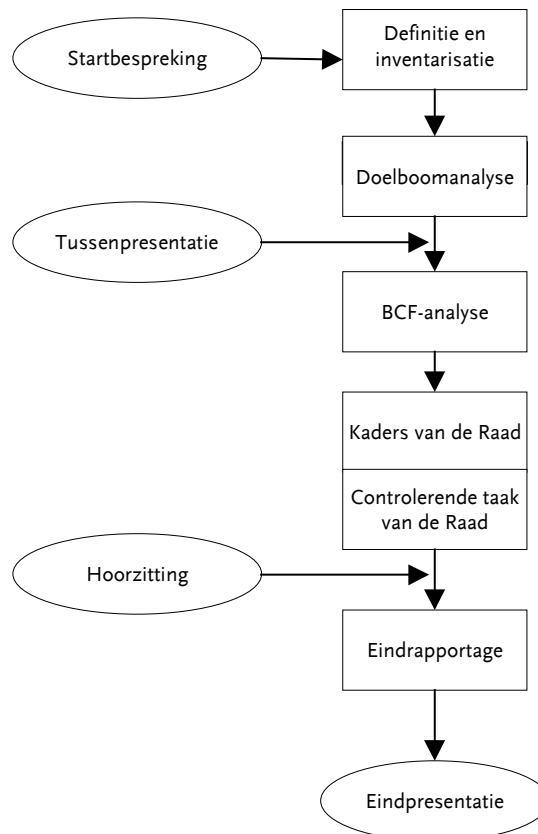 Startbespreking
Definitie en
inventarisatie
Doelboomanalyse
Tussenpresentatie
BCF-analyse
Kaders van de Raad
Controlerende taak
van de Raad
Hoorzitting
Eindrapportage
Eindpresentatie